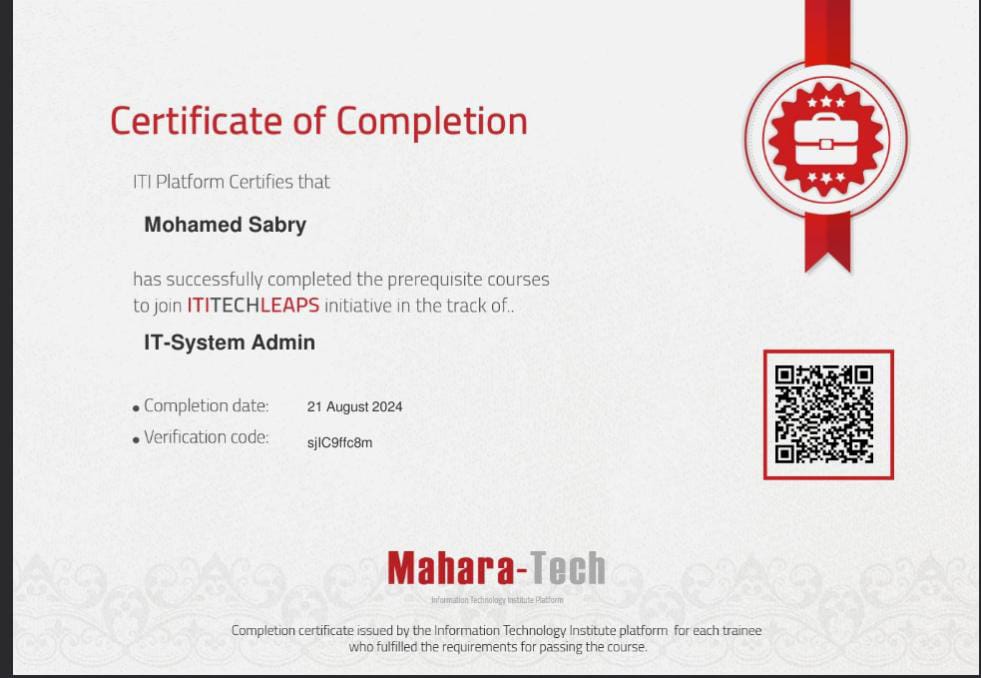 Certificate of Completion
ITI Platform Certifies that
Mohamed Sabry
has successfully completed the prerequisite courses
to join ITITECHLEAPS initiative in the track of..
IT-System Admin
• Completion date: 21 August 2024
• Verification code: sjIC9ffc8m
Mahara-Tech
Information Technology Institute Platform
Completion certificate issued by the Information Technology Institute platform for each trainee
who fulfilled the requirements for passing the course.